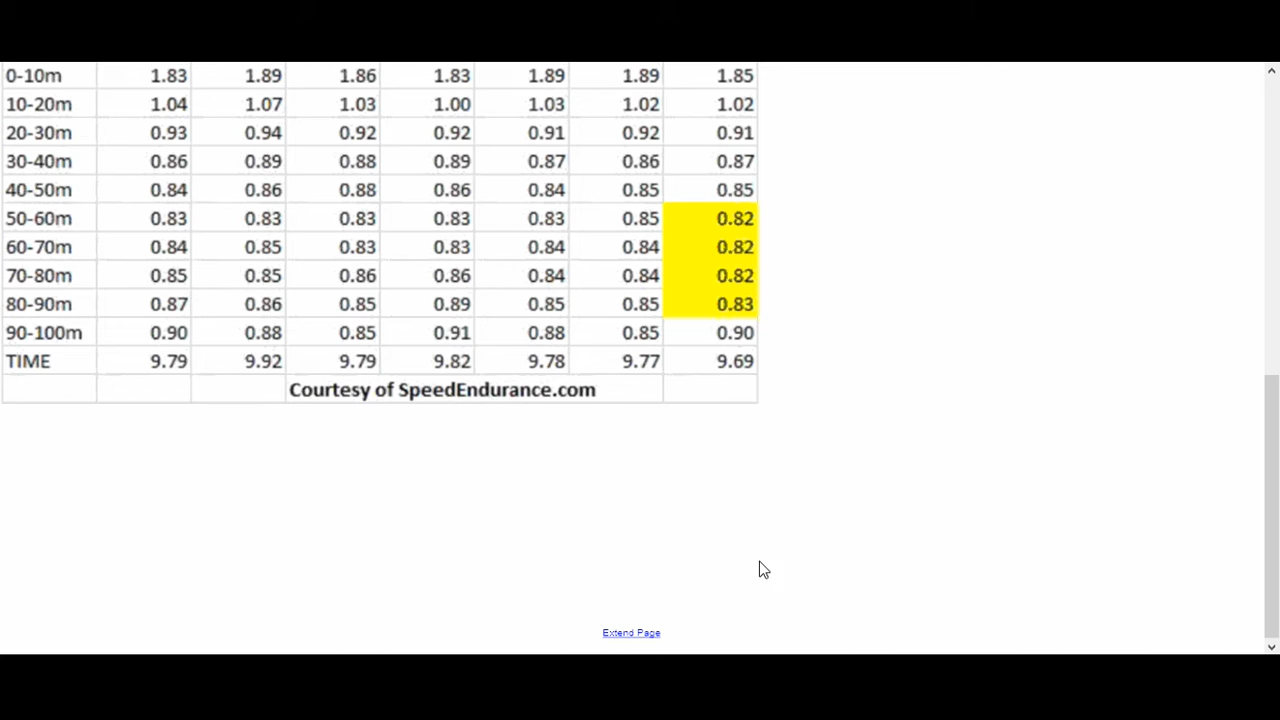 0-10m 1.83 1.89 1.86 1.83 1.89 1.89 1.85
10-20m 1.04 1.07 1.03 1.00 1.03 1.02 1.02
20-30m 0.93 0.94 0.92 0.92 0.91 0.92 0.91
30-40m 0.86 0.89 0.88 0.89 0.87 0.86 0.87
40-50m 0.84 0.86 0.88 0.86 0.84 0.85 0.85
50-60m 0.83 0.83 0.83 0.83 0.83 0.85 0.82
60-70m 0.84 0.85 0.83 0.83 0.84 0.84 0.82
70-80m 0.85 0.85 0.86 0.86 0.84 0.84 0.82
80-90m 0.87 0.86 0.85 0.89 0.85 0.85 0.83
90-100m 0.90 0.88 0.85 0.91 0.88 0.85 0.90
TIME 9.79 9.92 9.79 9.82 9.78 9.77 9.69
Courtesy of SpeedEndurance.com
Extend Page